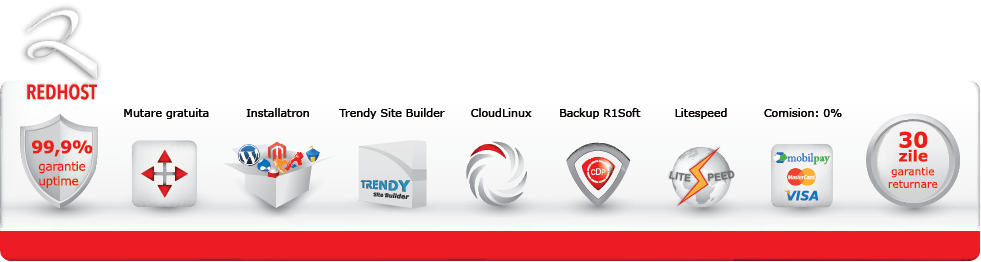 REDHOST
99,9%
garantie
uptime
Mutare gratuita
Installatron
Trendy Site Builder
TRENDY
Site Builder
CloudLinux
Backup R1Soft
CDP
Litespeed
LITE SPEED
Comision: 0%
mobilpay
MasterCard
VISA
30
zile
garantie
returnare